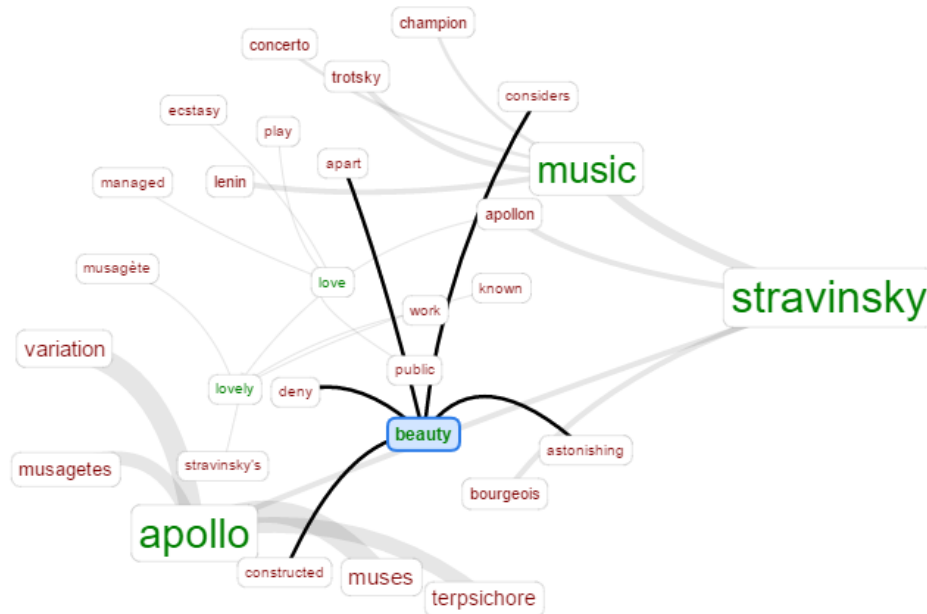 champion
concerto
trotsky
considers
ecstasy
play
apart
music
managed
lenin
apollon
musagète
love
known
stravinsky
work
variation
public
lovely
deny
beauty
astonishing
musagetes
stravinsky's
bourgeois
apollo
constructed
muses
terpsichore